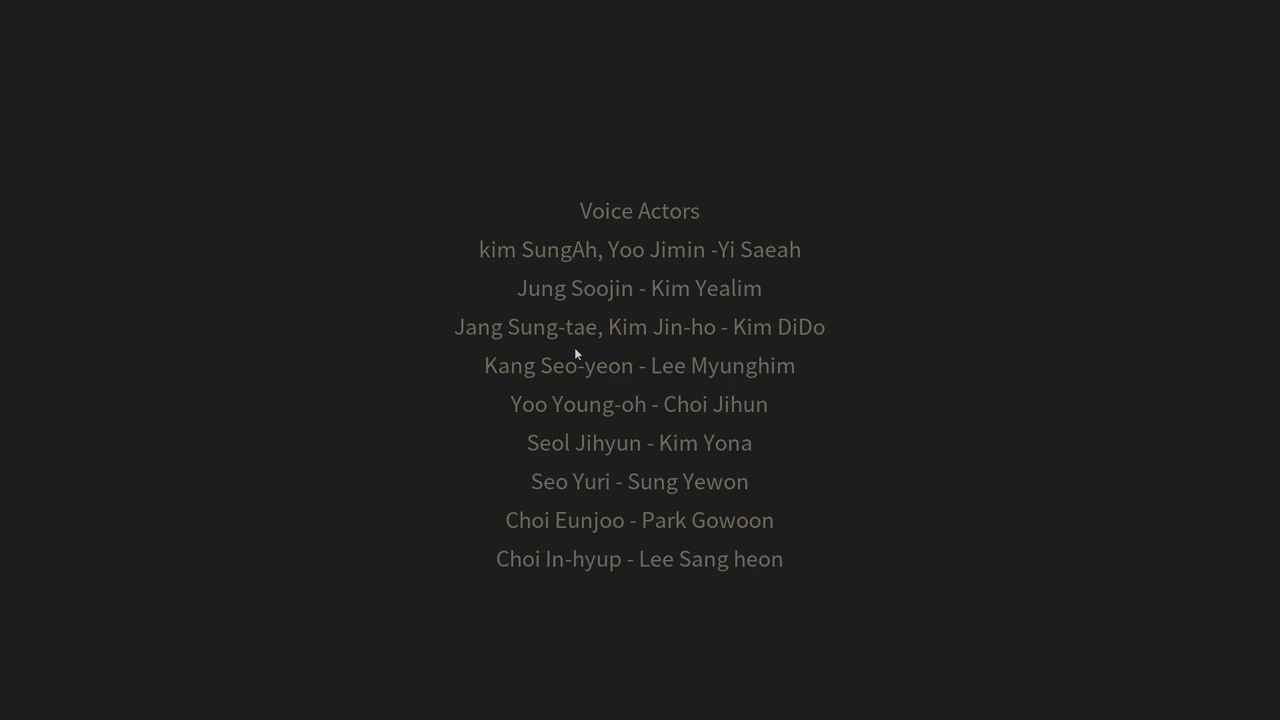 Voice Actors
kim SungAh, Yoo Jimin -Yi Saeah
Jung Soojin - Kim Yealim
Jang Sung-tae, Kim Jin-ho - Kim DiDo
Kang Seo-yeon - Lee Myunghim
Yoo Young-oh - Choi Jihun
Seol Jihyun - Kim Yona
Seo Yuri - Sung Yewon
Choi Eunjoo - Park Gowoon
Choi In-hyup - Lee Sang heon